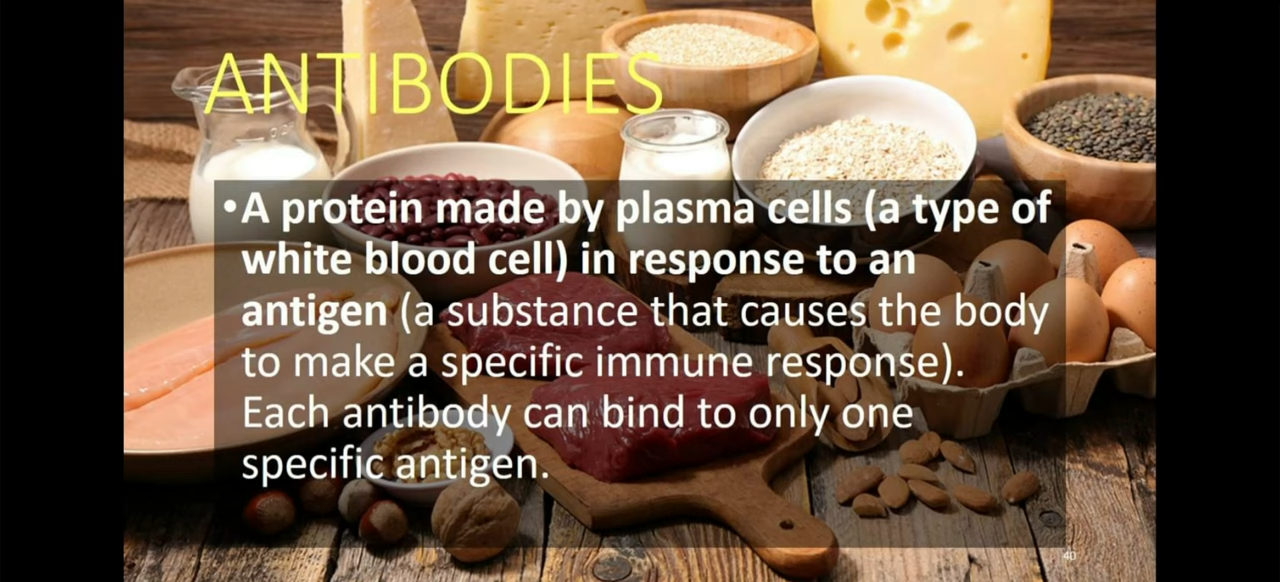 ANTIBODIES
•A protein made by plasma cells (a type of
white blood cell) in response to an
antigen (a substance that causes the body
to make a specific immune response).
Each antibody can bind to only one
specific antigen.
40